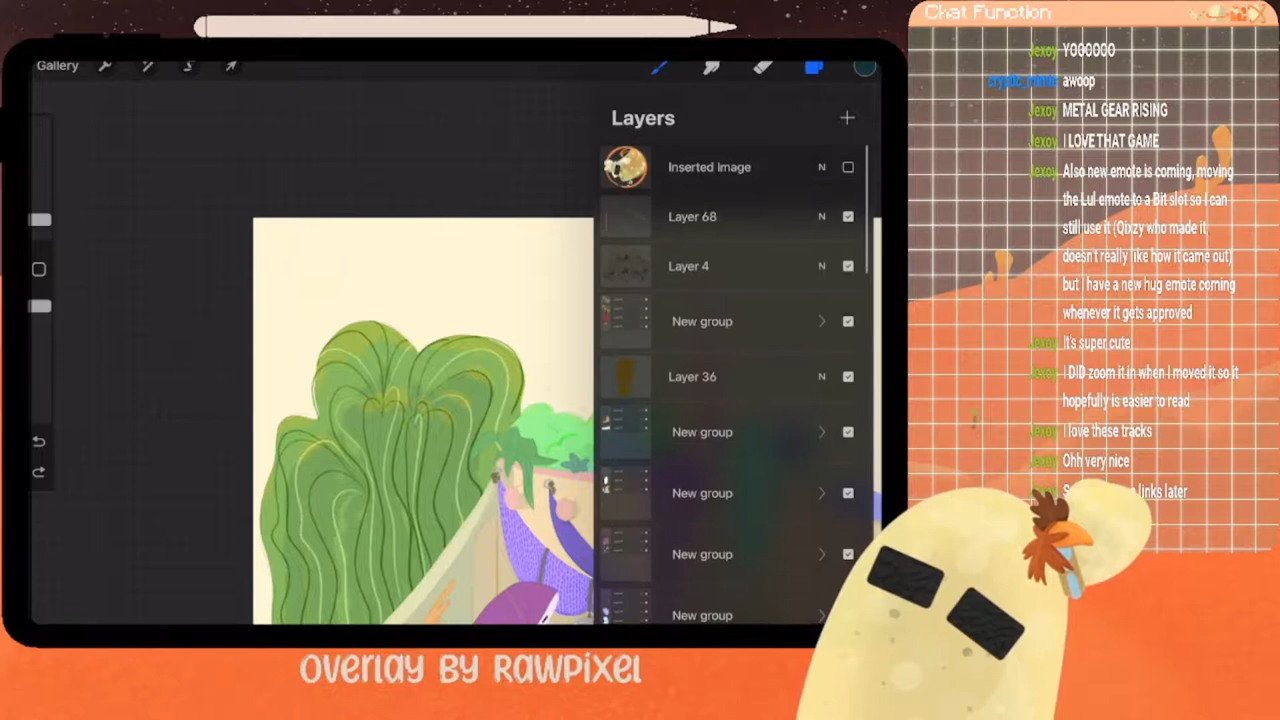 Chat Function
Gallery
Layers
Inserted Image N
Layer 68 N
Layer 4 N
New group
Layer 36 N
New group
New group
New group
New group
Jexoy YOOOOOO
awoop
Jexoy METAL GEAR RISING
Jexoy I LOVE THAT GAME
Jexoy Also new emote is coming, moving
the Lul emote to a Bit slot so I can
still use it (Qixzy who made it,
doesn't really like how it came out)
but I have a new hug emote coming
whenever it gets approved
Jexoy It's super cute
Jexoy I DID zoom it in when I moved it so it
hopefully is easier to read
Jexoy I love these tracks
Jexoy Ohh very nice
links later
Overlay by Rawpixel